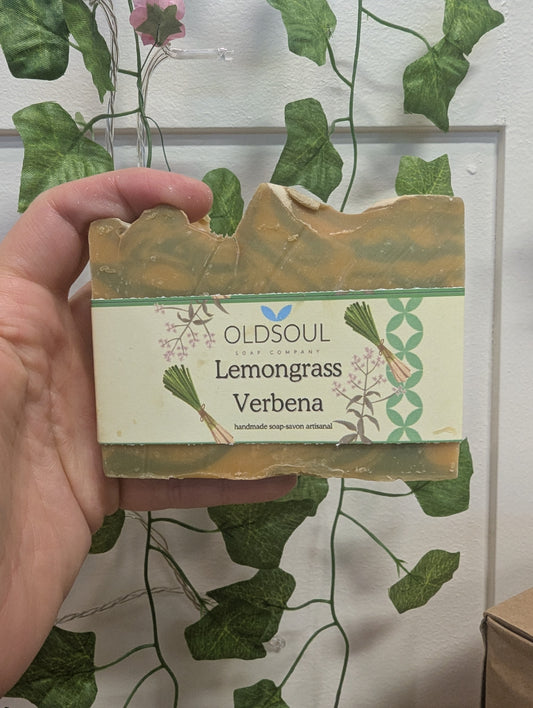 OLDSOUL
SOAP COMPANY
Lemongrass
Verbena
handmade soap-savon artisanal